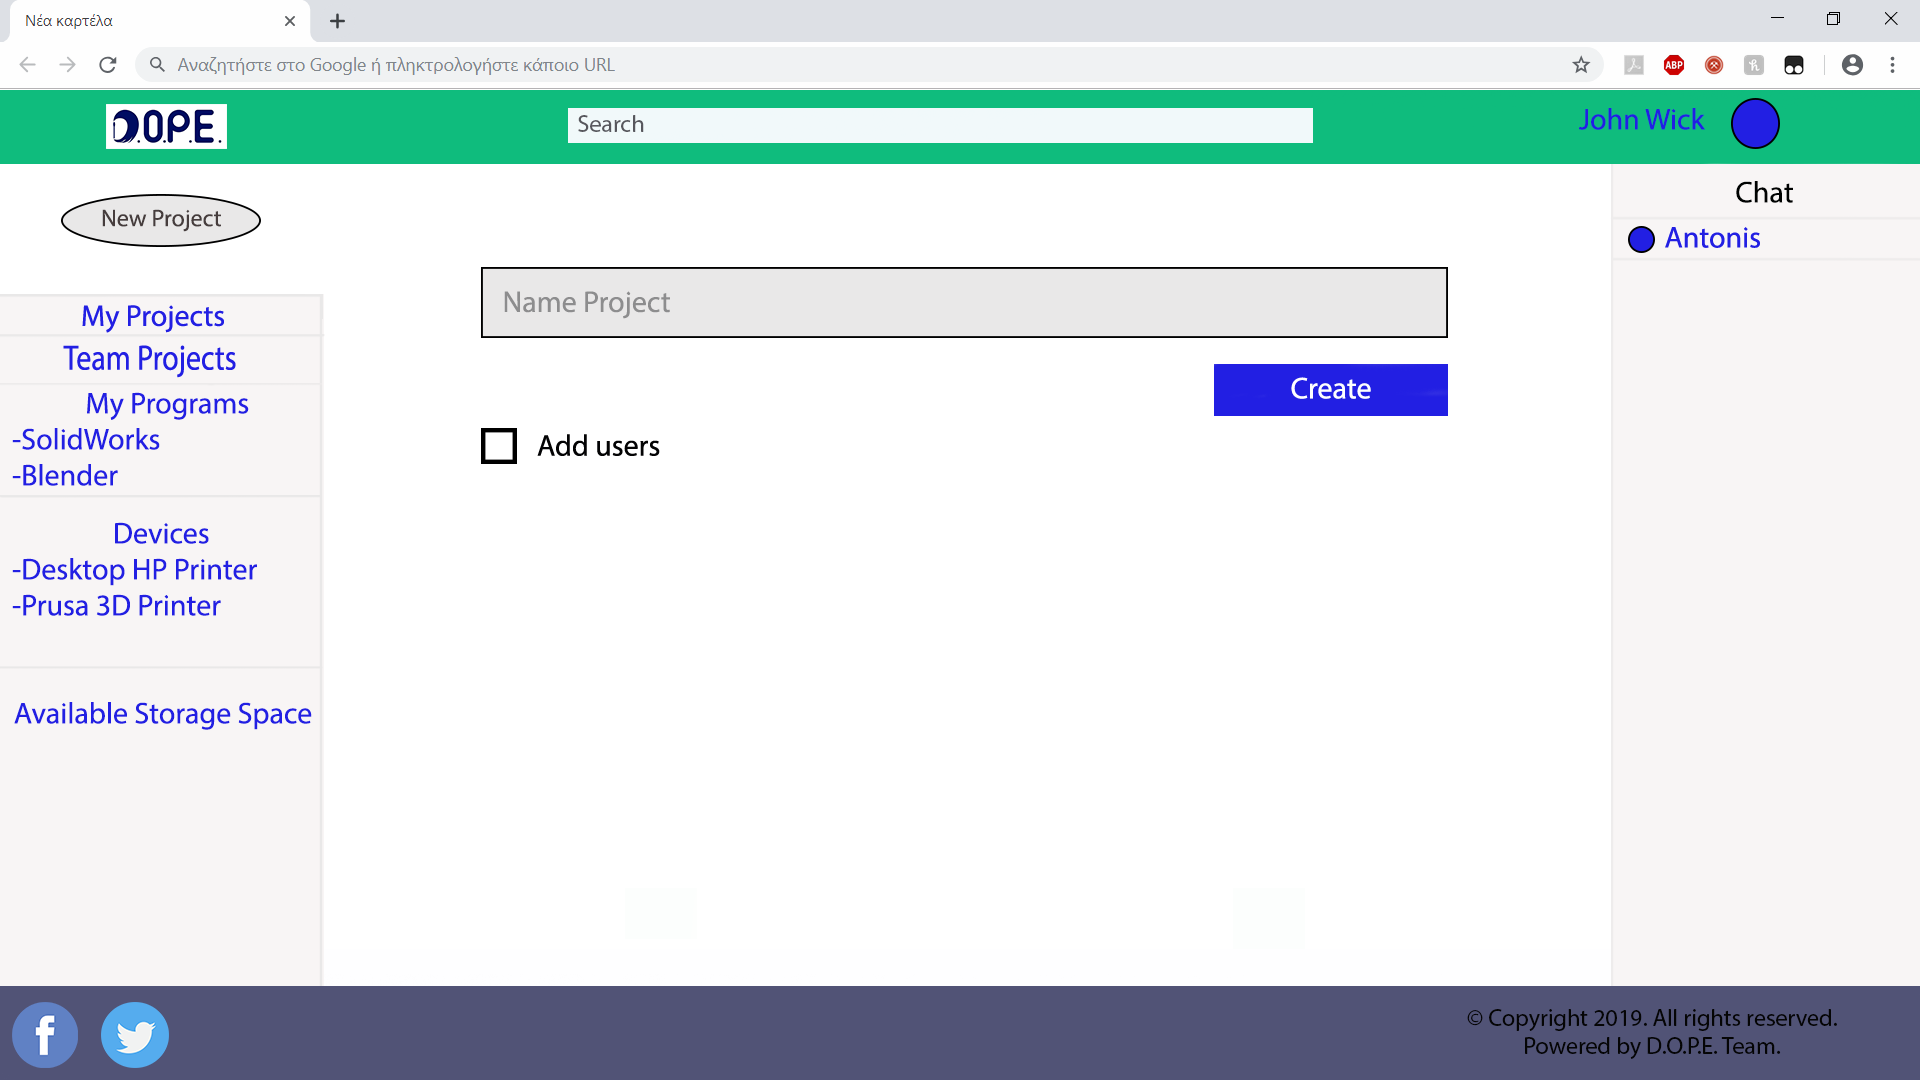 Νέα καρτέλα
Αναζητήστε στο Google ή πληκτρολογήστε κάποιο URL
ABP
D.O.P.E.
Search
John Wick
New Project
Chat
Antonis
Name Project
My Projects
Create
Team Projects
My Programs
-SolidWorks
Add users
-Blender
Devices
-Desktop HP Printer
-Prusa 3D Printer
Available Storage Space
f
© Copyright 2019. All rights reserved.
Powered by D.O.P.E. Team.